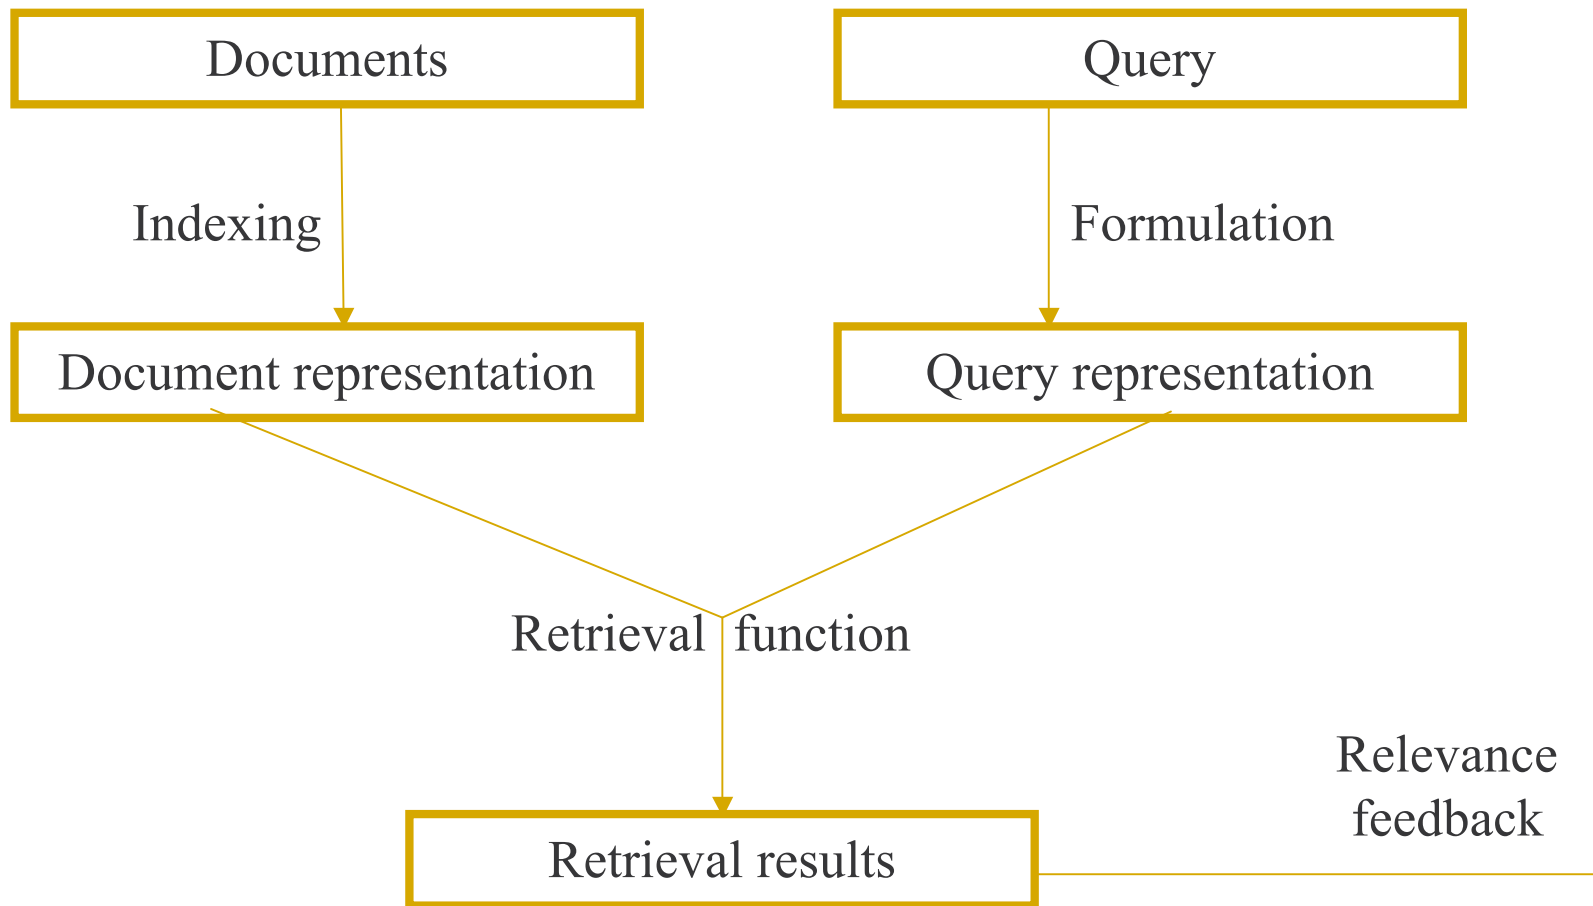 Documents
Query
Indexing
Formulation
Document representation
Query representation
Retrieval function
Relevance
feedback
Retrieval results